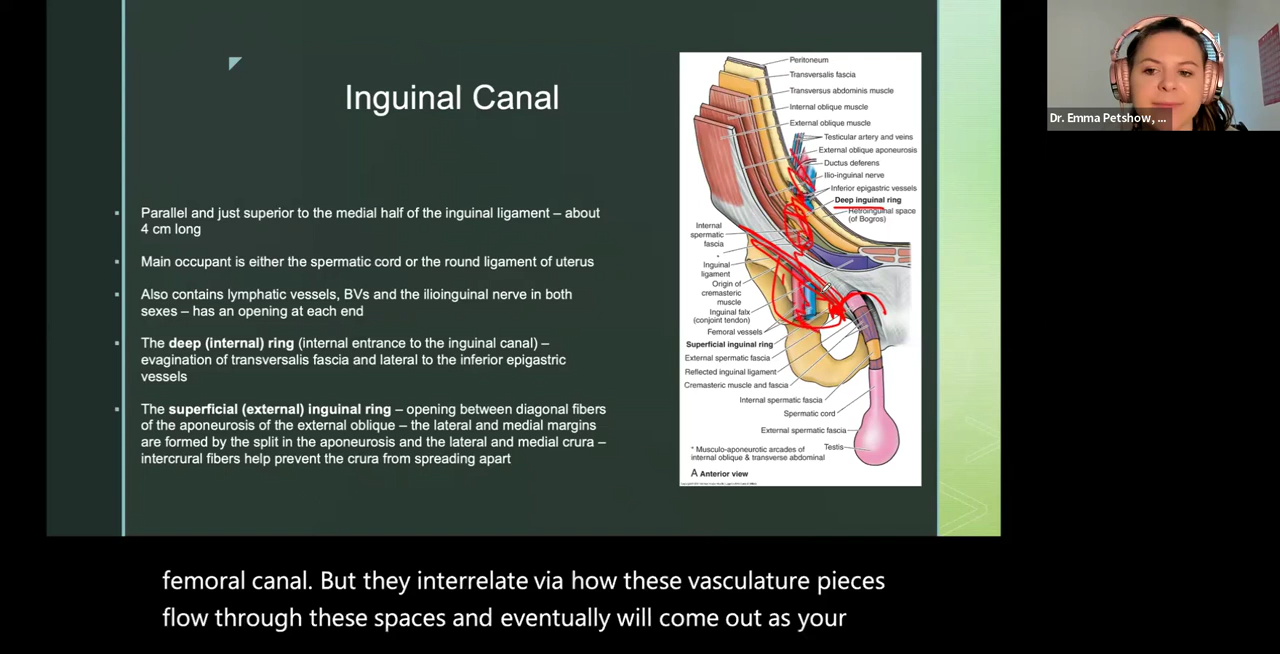 Inguinal Canal
Parallel and just superior to the medial half of the inguinal ligament – about
4 cm long
Main occupant is either the spermatic cord or the round ligament of uterus
Also contains lymphatic vessels, BVs and the ilioinguinal nerve in both
sexes – has an opening at each end
The deep (internal) ring (internal entrance to the inguinal canal) –
evagination of transversalis fascia and lateral to the inferior epigastric
vessels
The superficial (external) inguinal ring – opening between diagonal fibers
of the aponeurosis of the external oblique – the lateral and medial margins
are formed by the split in the aponeurosis and the lateral and medial crura –
intercrural fibers help prevent the crura from spreading apart
Peritoneum
Transversalis fascia
Transversus abdominis muscle
Internal oblique muscle
External oblique muscle
Testicular artery and veins
External oblique aponeurosis
Ductus deferens
Ilio-inguinal nerve
Inferior epigastric vessels
Deep inguinal ring
Retroinguinal space
(of Bogros)
Internal
spermatic
fascia
*
Inguinal
ligament
Origin of
cremasteric
muscle
Inguinal falx
(conjoint tendon)
Femoral vessels
Superficial inguinal ring
External spermatic fascia
Reflected inguinal ligament
Cremasteric muscle and fascia
Internal spermatic fascia
Spermatic cord
External spermatic fascia
Testis
* Musculo-aponeurotic arcades of
internal oblique & transverse abdominal
A Anterior view
Dr. Emma Petshow, ...
femoral canal. But they interrelate via how these vasculature pieces
flow through these spaces and eventually will come out as your